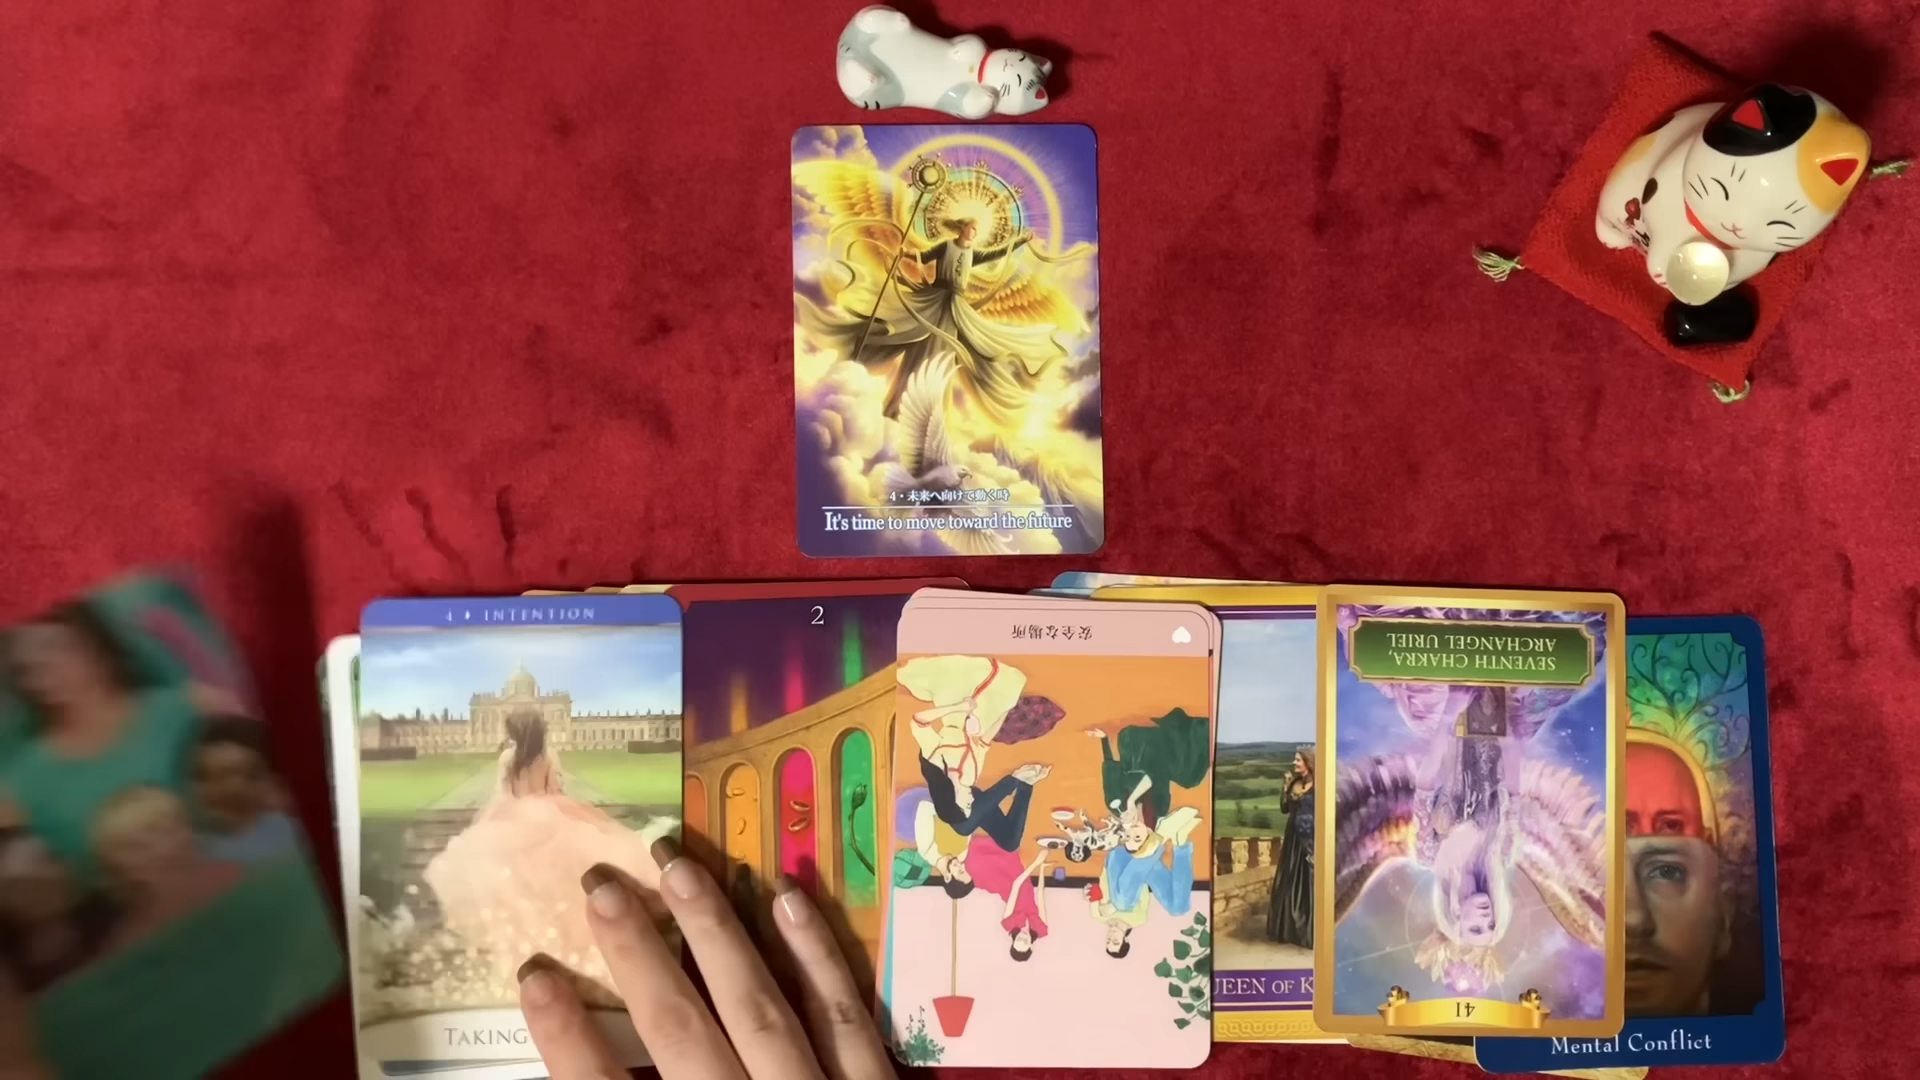 4・未来へ向けて動く時
It's time to move toward the future
4 ♦ INTENTION
TAKING
2
安全な場所
QUEEN OF K
SEVENTH CHAKRA,
ARCHANGEL URIEL
41
Mental Conflict